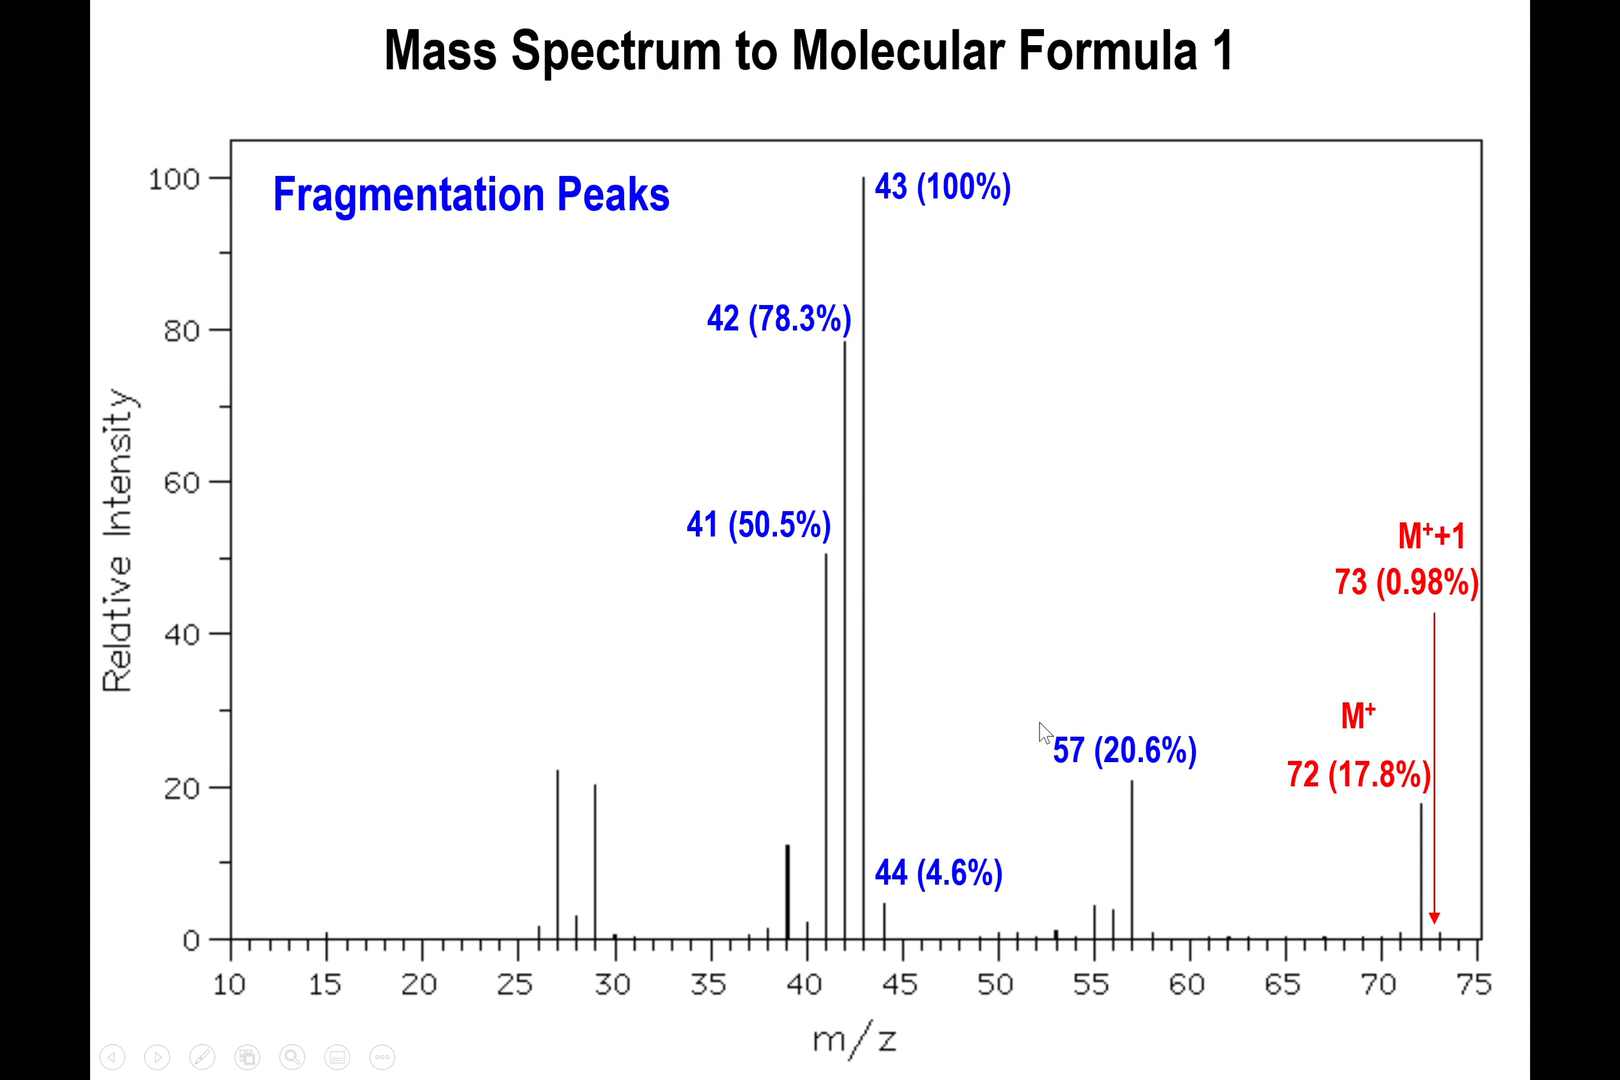 Mass Spectrum to Molecular Formula 1
Fragmentation Peaks
43 (100%)
42 (78.3%)
41 (50.5%)
M⁺+1
73 (0.98%)
M⁺
57 (20.6%)
72 (17.8%)
44 (4.6%)
Relative Intensity
100
80
60
40
20
0
10 15 20 25 30 35 40 45 50 55 60 65 70 75
m/z